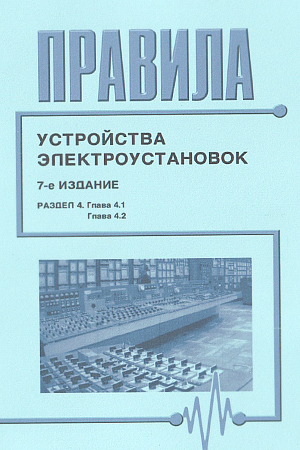 ПРАВИЛА
УСТРОЙСТВА
ЭЛЕКТРОУСТАНОВОК
7-е ИЗДАНИЕ
РАЗДЕЛ 4. Глава 4.1
Глава 4.2